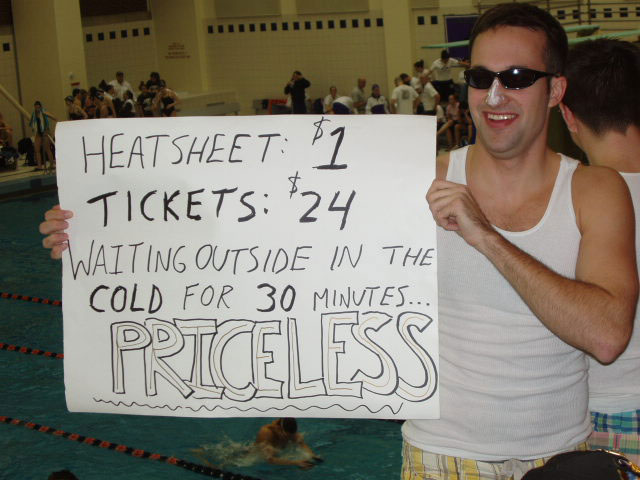 HEATSHEET: $1
TICKETS: $24
WAITING OUTSIDE IN THE
COLD FOR 30 MINUTES...
PRICELESS